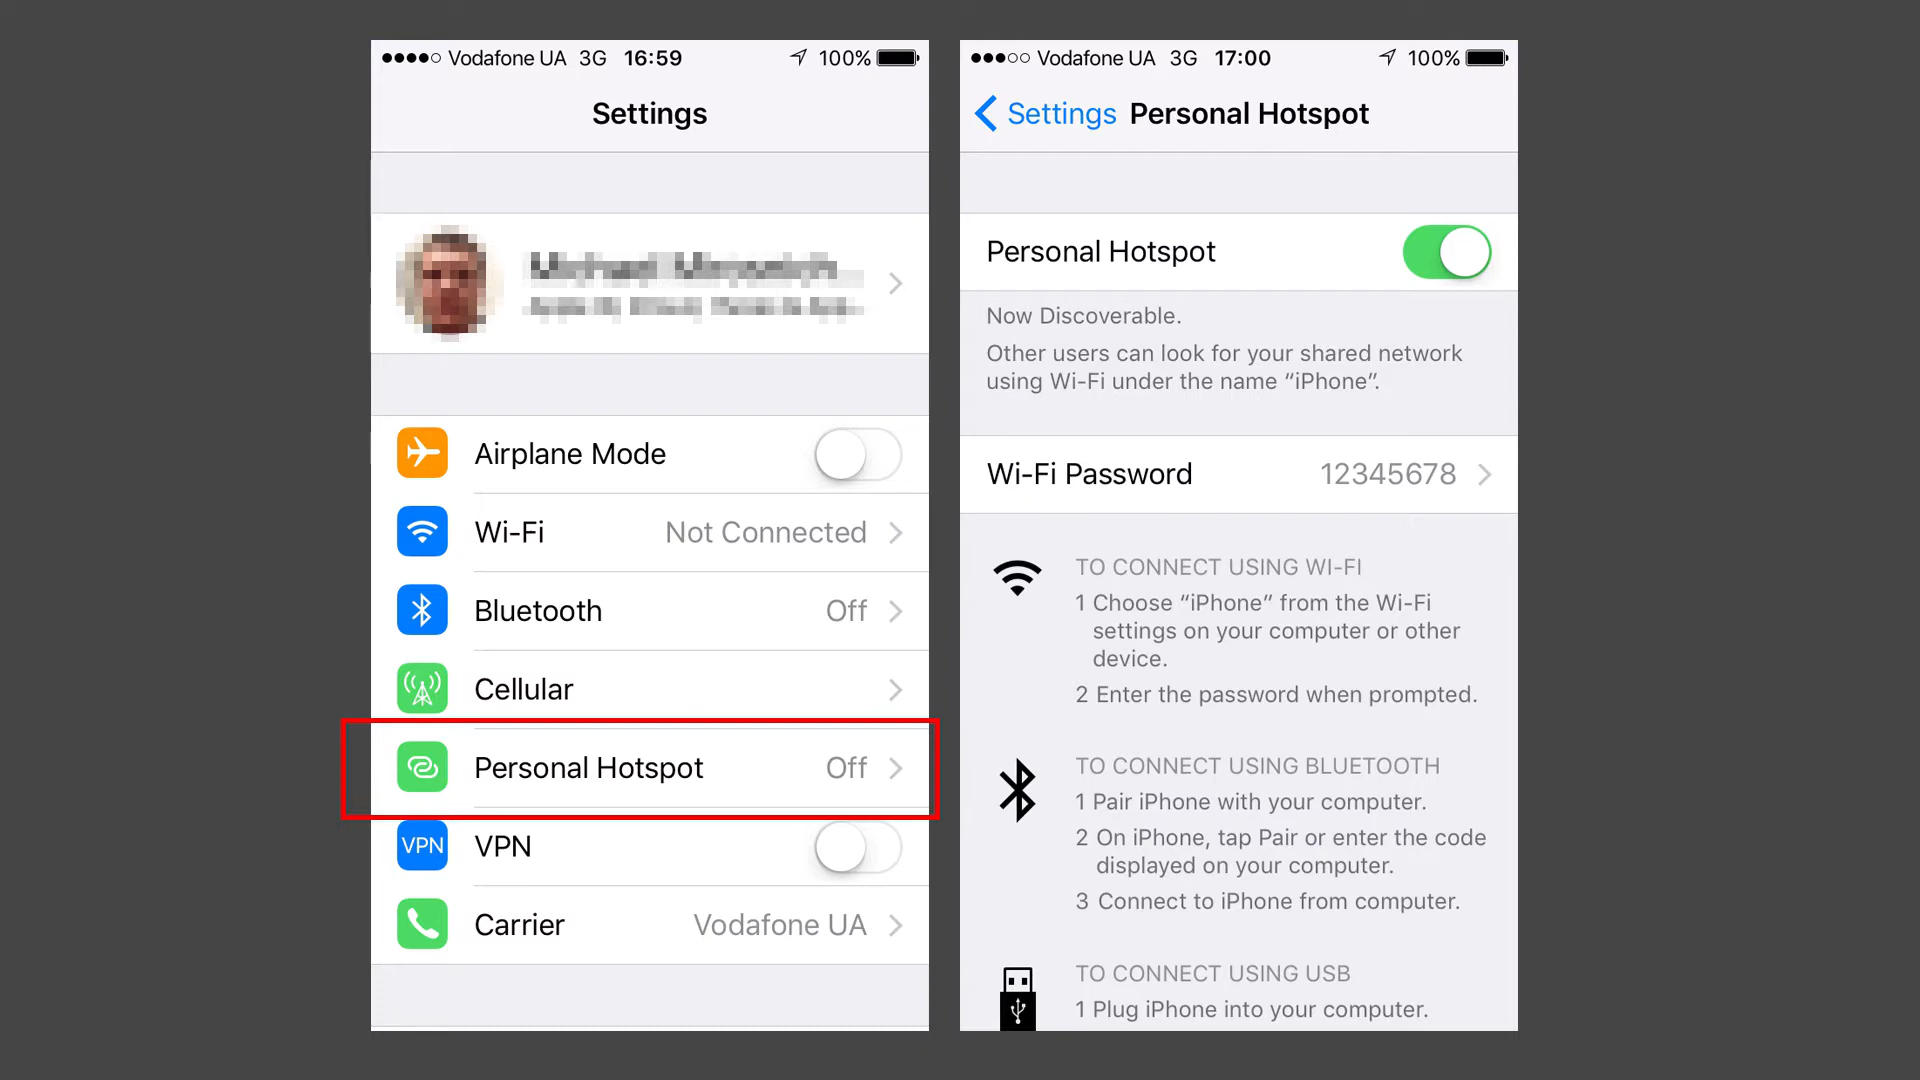 Vodafone UA 3G 16:59 100%
Settings
Airplane Mode
Wi-Fi Not Connected
Bluetooth Off
Cellular
Personal Hotspot Off
VPN VPN
Carrier Vodafone UA
Vodafone UA 3G 17:00 100%
Settings Personal Hotspot
Personal Hotspot
Now Discoverable.
Other users can look for your shared network
using Wi-Fi under the name “iPhone”.
Wi-Fi Password 12345678
TO CONNECT USING WI-FI
1 Choose “iPhone” from the Wi-Fi
settings on your computer or other
device.
2 Enter the password when prompted.
TO CONNECT USING BLUETOOTH
1 Pair iPhone with your computer.
2 On iPhone, tap Pair or enter the code
displayed on your computer.
3 Connect to iPhone from computer.
TO CONNECT USING USB
1 Plug iPhone into your computer.